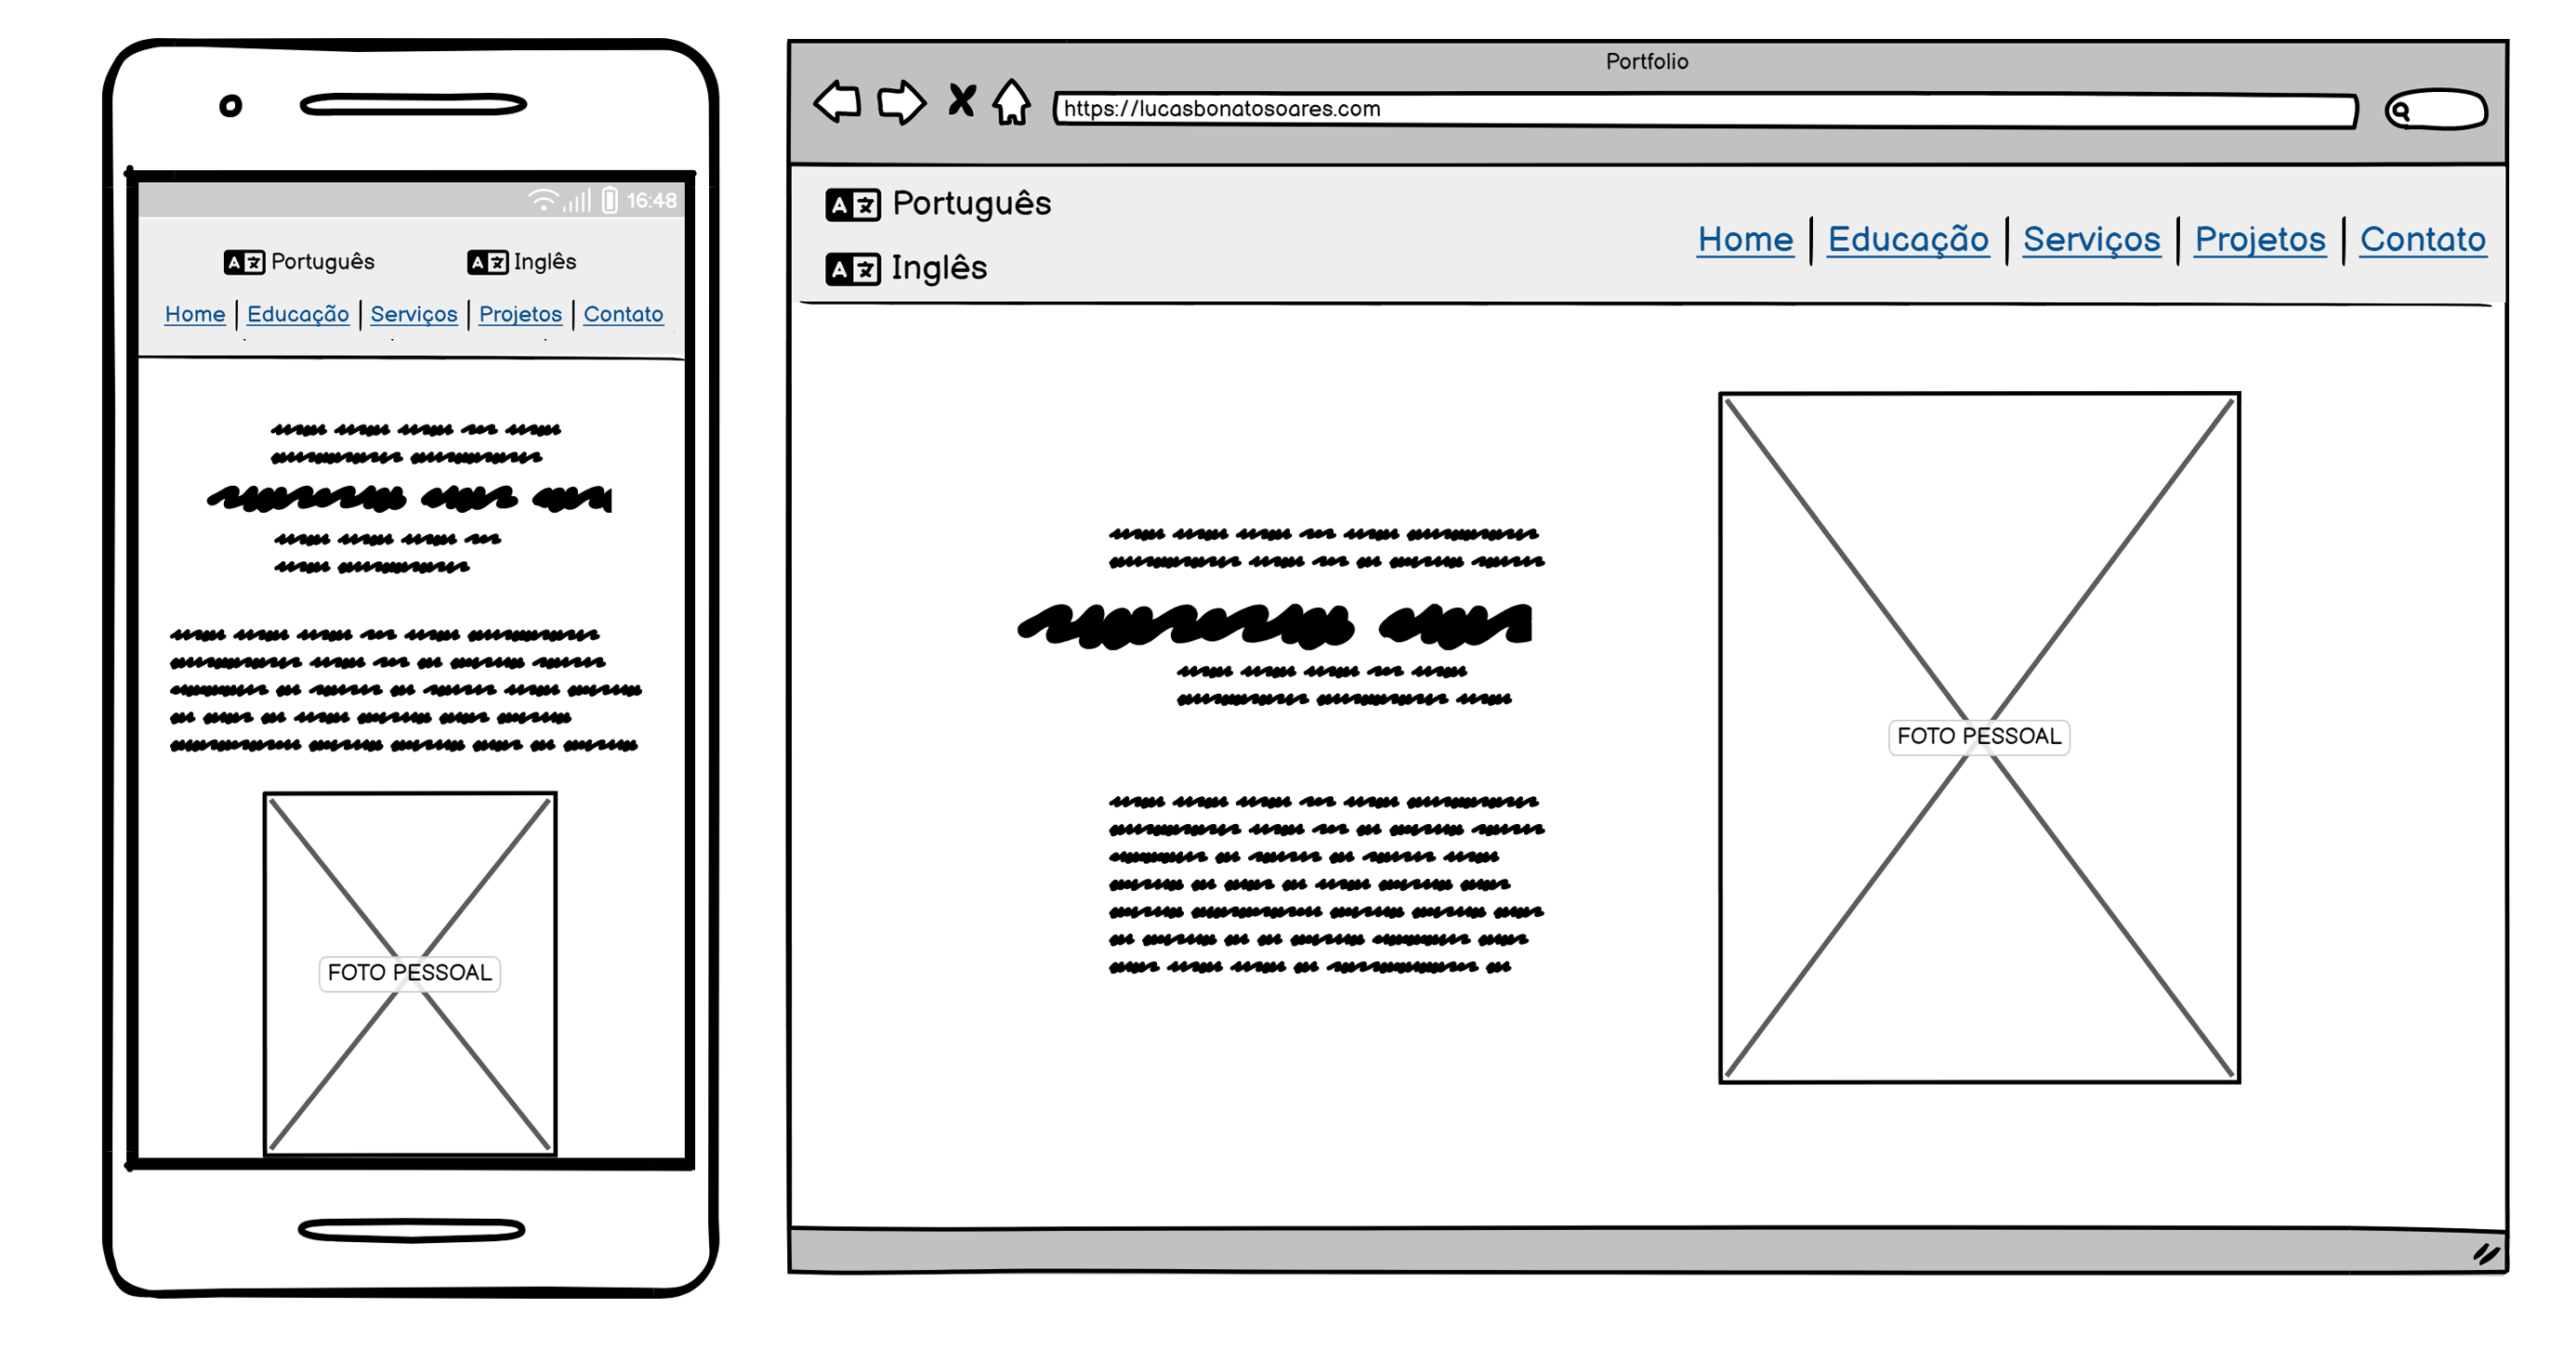 16:48
Português Inglês
Home Educação Serviços Projetos Contato
FOTO PESSOAL
Portfolio
https://lucasbonatosoares.com
Português
Inglês
Home Educação Serviços Projetos Contato
FOTO PESSOAL